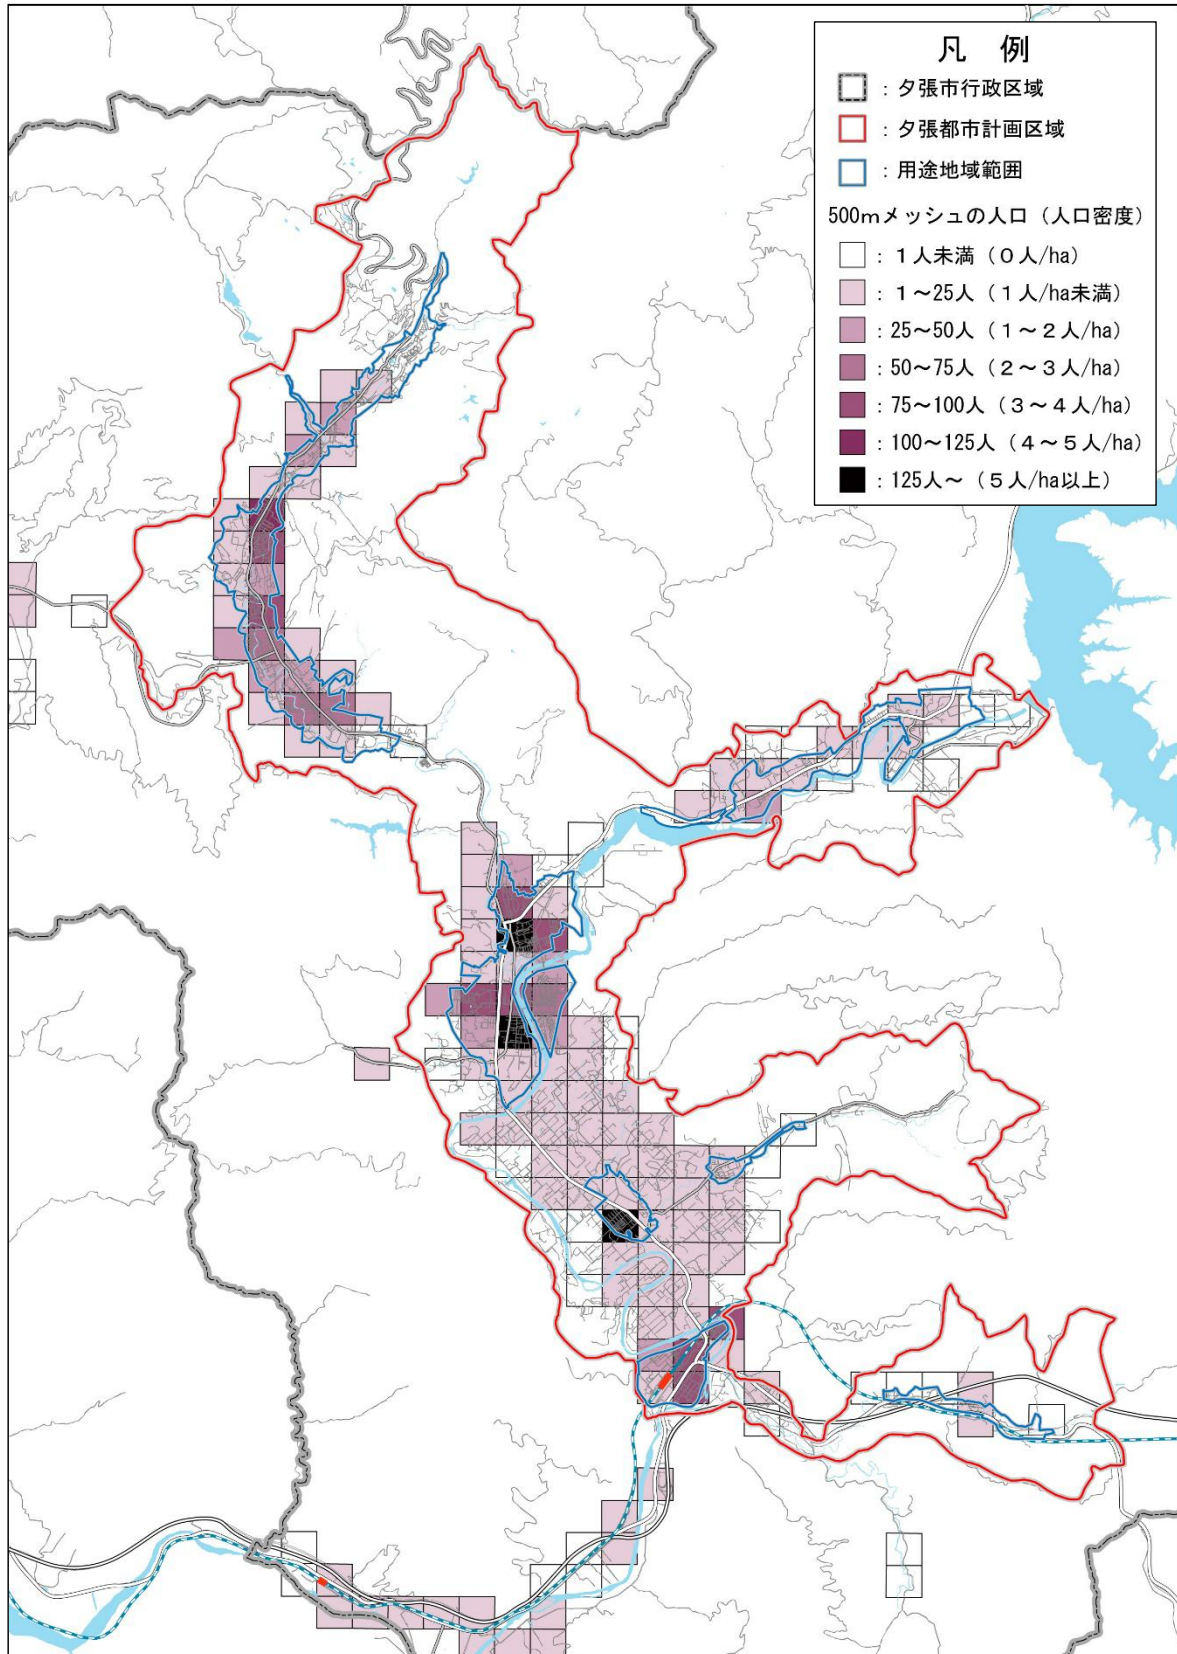 凡 例
：夕張市行政区域
：夕張都市計画区域
：用途地域範囲
500mメッシュの人口（人口密度）
：１人未満（０人/ha）
：１～25人（１人/ha未満）
：25～50人（１～２人/ha）
：50～75人（２～３人/ha）
：75～100人（３～４人/ha）
：100～125人（４～５人/ha）
：125人～（５人/ha以上）